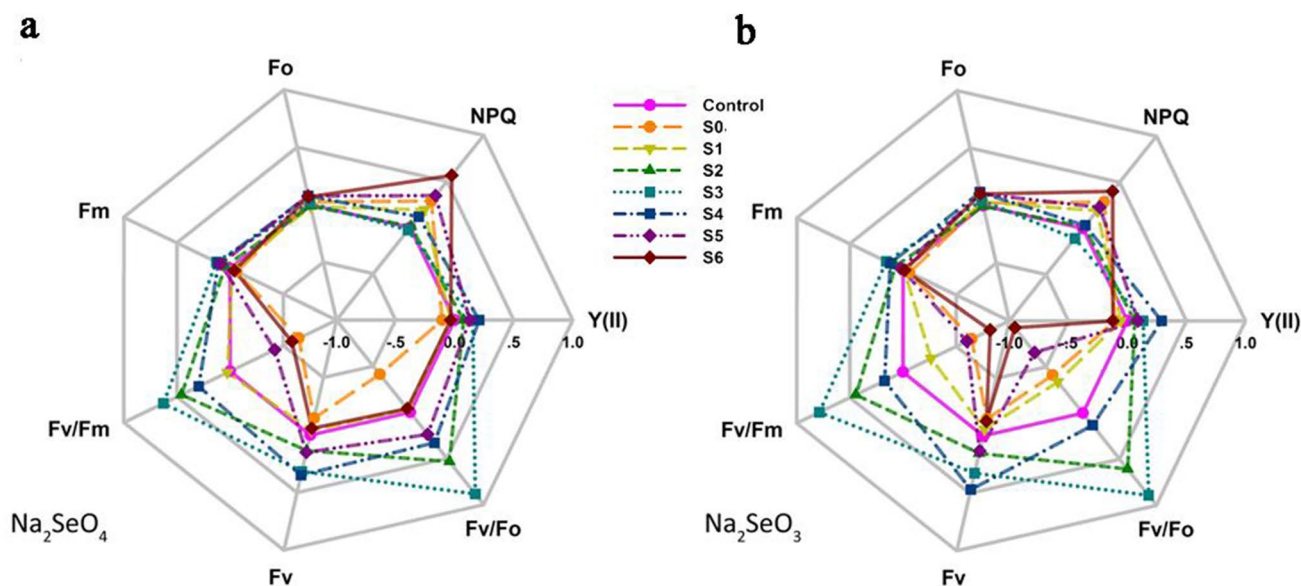 a
b
Fo
NPQ
Fm
Y(II)
-1.0
-.5
0.0
.5
1.0
Fv/Fm
Fv/Fo
Fv
Na₂SeO₄
Control
S0.
S1
S2
S3
S4
S5
S6
Fo
NPQ
Fm
Y(II)
-1.0
-.5
0.0
.5
1.0
Fv/Fm
Fv/Fo
Fv
Na₂SeO₃